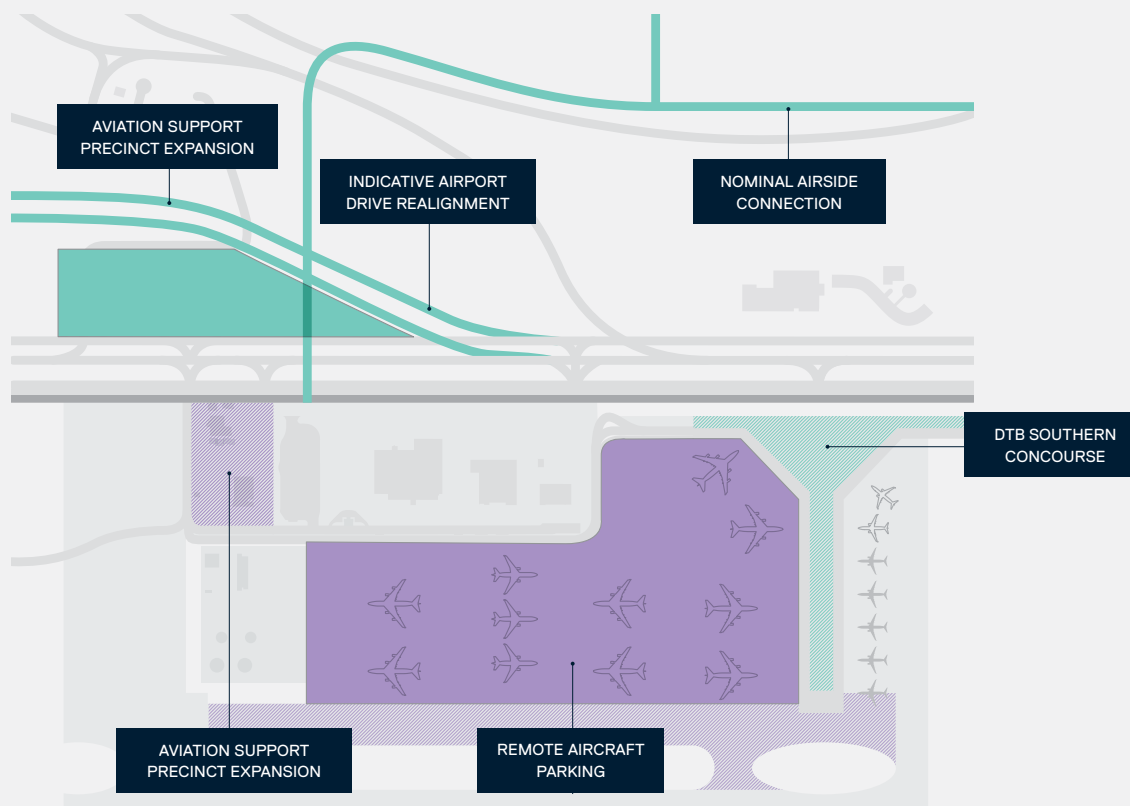 AVIATION SUPPORT
PRECINCT EXPANSION
INDICATIVE AIRPORT
DRIVE REALIGNMENT
NOMINAL AIRSIDE
CONNECTION
DTB SOUTHERN
CONCOURSE
AVIATION SUPPORT
PRECINCT EXPANSION
REMOTE AIRCRAFT
PARKING